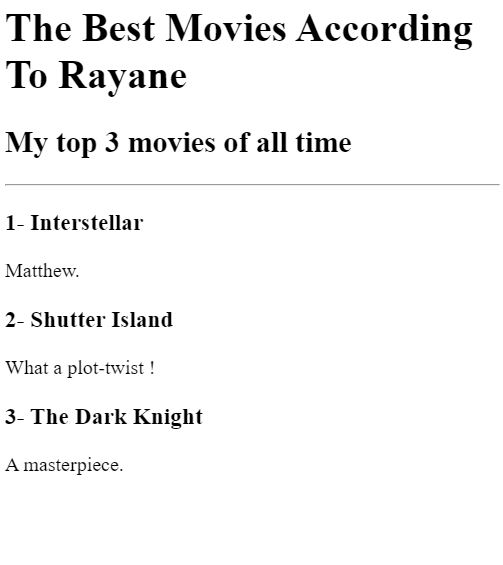 The Best Movies According
To Rayane
My top 3 movies of all time
1- Interstellar
Matthew.
2- Shutter Island
What a plot-twist !
3- The Dark Knight
A masterpiece.